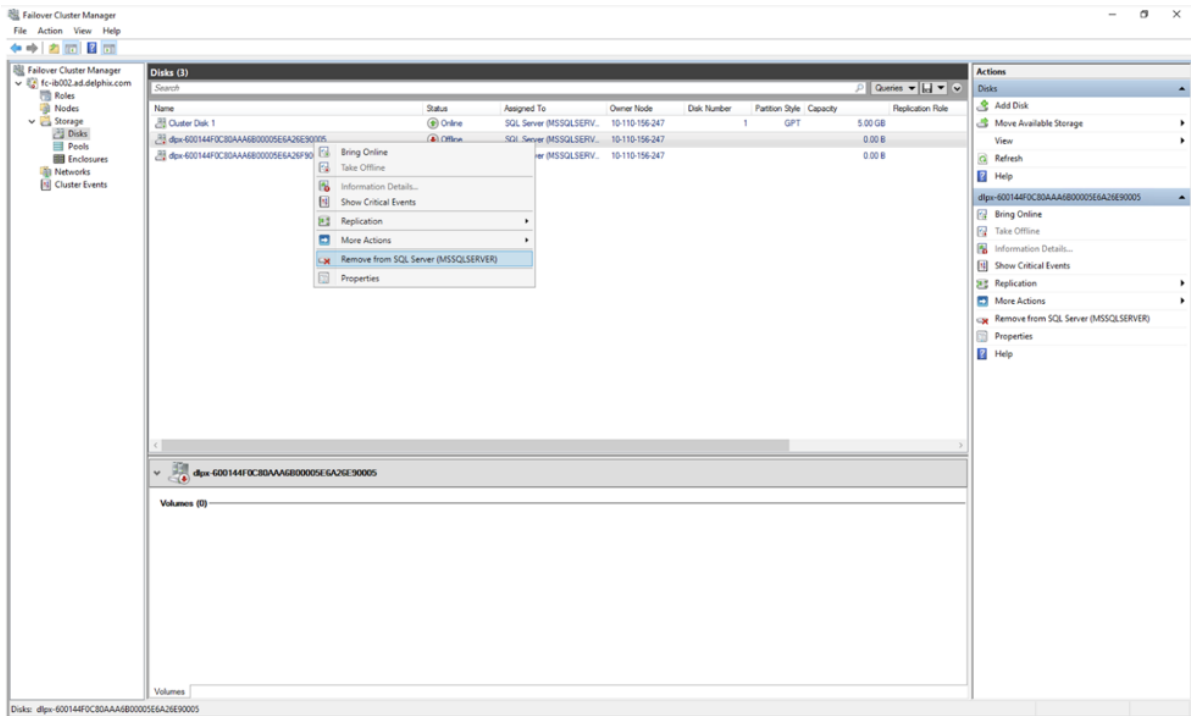 Failover Cluster Manager
File Action View Help
Failover Cluster Manager
fc-ib002.ad.delphix.com
Roles
Nodes
Storage
Disks
Pools
Enclosures
Networks
Cluster Events
Disks (3)
Search
Queries
Name Status Assigned To Owner Node Disk Number Partition Style Capacity Replication Role
Cluster Disk 1 Online SQL Server (MSSQLSERV... 10-110-156-247 1 GPT 5.00 GB
dlpx-600144F0C80AAA6B00005E6A26E90005 Offline SQL Server (MSSQLSERV... 10-110-156-247 0.00 B
dlpx-600144F0C80AAA6B00005E6A26F90 ver (MSSQLSERV... 10-110-156-247 0.00 B
Bring Online
Take Offline
Information Details...
Show Critical Events
Replication
More Actions
Remove from SQL Server (MSSQLSERVER)
Properties
dlpx-600144F0C80AAA6B00005E6A26E90005
Volumes (0)
Volumes
Actions
Disks
Add Disk
Move Available Storage
View
Refresh
Help
dlpx-600144F0C80AAA6B00005E6A26E90005
Bring Online
Take Offline
Information Details...
Show Critical Events
Replication
More Actions
Remove from SQL Server (MSSQLSERVER)
Properties
Help
Disks: dlpx-600144F0C80AAA6B00005E6A26E90005